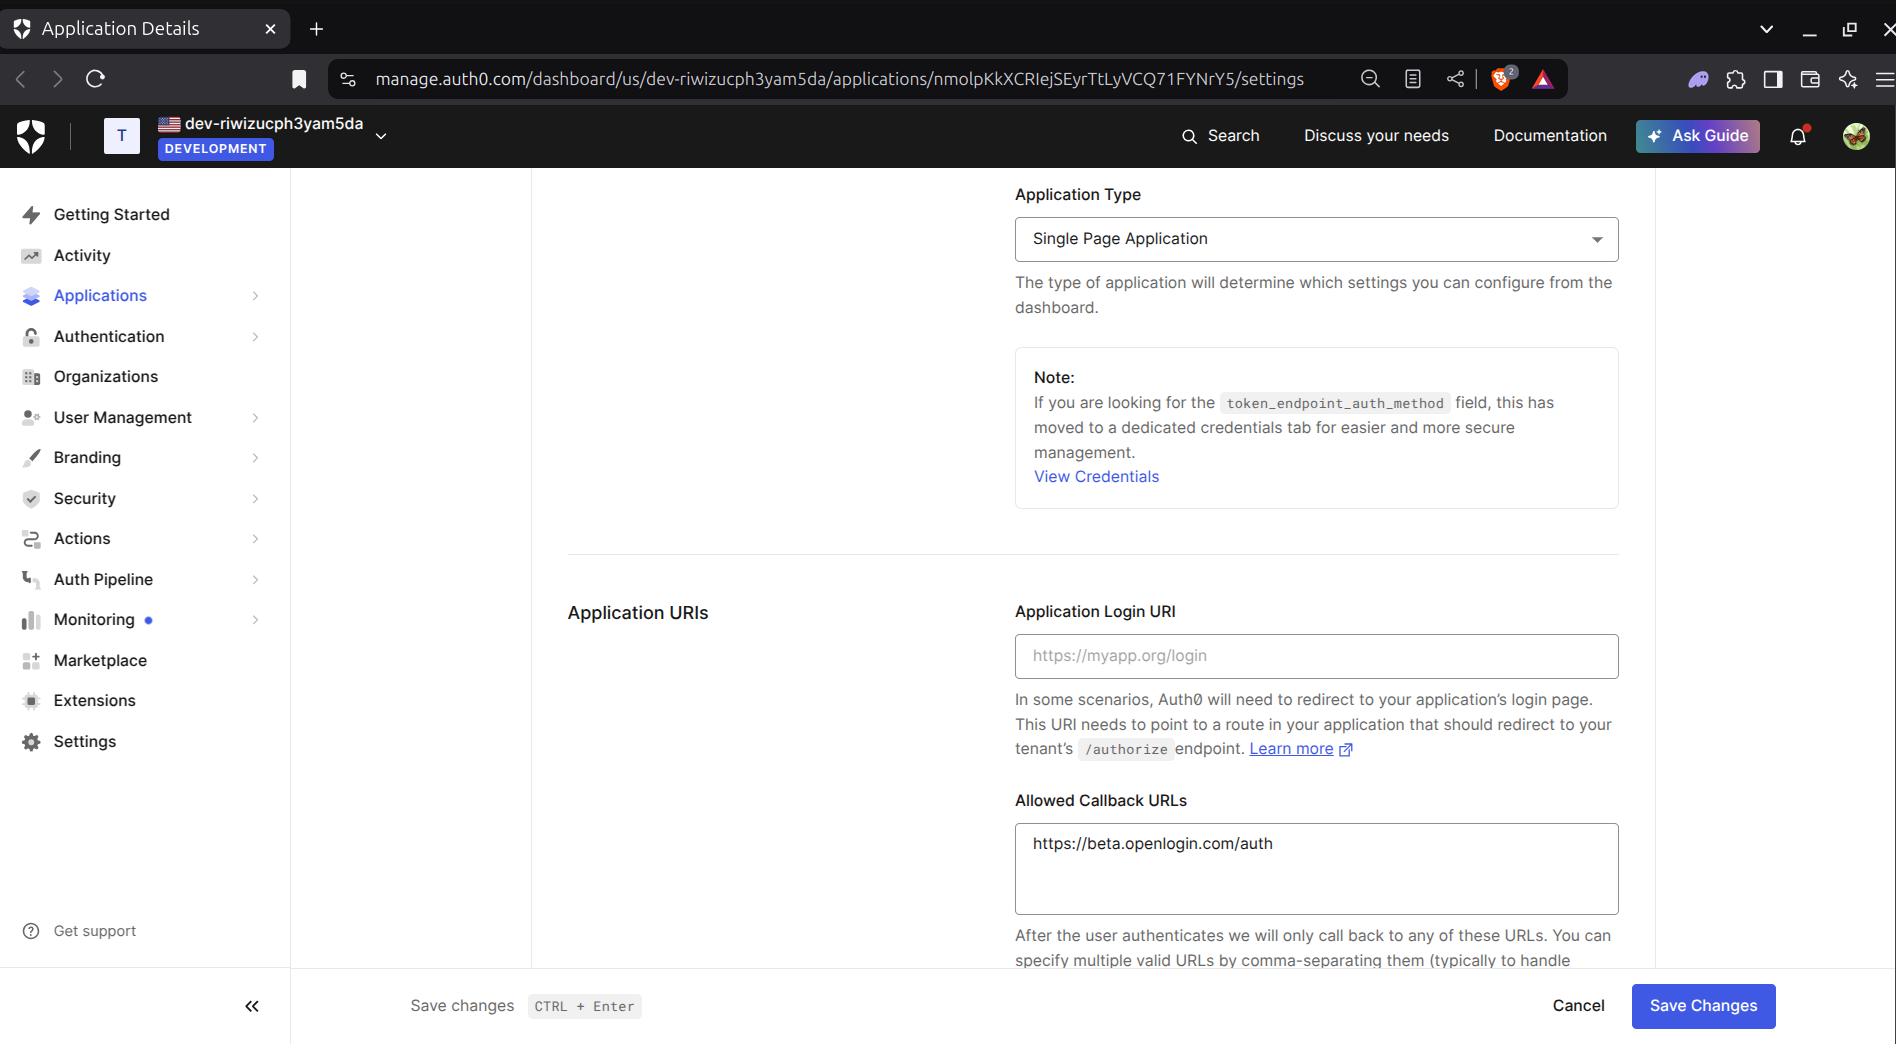 Application Details
manage.auth0.com/dashboard/us/dev-riwizucph3yam5da/applications/nmolpKkXCRIejSEyrTtLyVCQ71FYNrY5/settings
2
T
dev-riwizucph3yam5da
DEVELOPMENT
Search
Discuss your needs
Documentation
Ask Guide
Getting Started
Activity
Applications
Authentication
Organizations
User Management
Branding
Security
Actions
Auth Pipeline
Monitoring
Marketplace
Extensions
Settings
Get support
Application Type
Single Page Application
The type of application will determine which settings you can configure from the
dashboard.
Note:
If you are looking for the token_endpoint_auth_method field, this has
moved to a dedicated credentials tab for easier and more secure
management.
View Credentials
Application URIs
Application Login URI
https://myapp.org/login
In some scenarios, Auth0 will need to redirect to your application’s login page.
This URI needs to point to a route in your application that should redirect to your
tenant’s /authorize endpoint. Learn more
Allowed Callback URLs
https://beta.openlogin.com/auth
After the user authenticates we will only call back to any of these URLs. You can
specify multiple valid URLs by comma-separating them (typically to handle
Save changes CTRL + Enter
Cancel
Save Changes